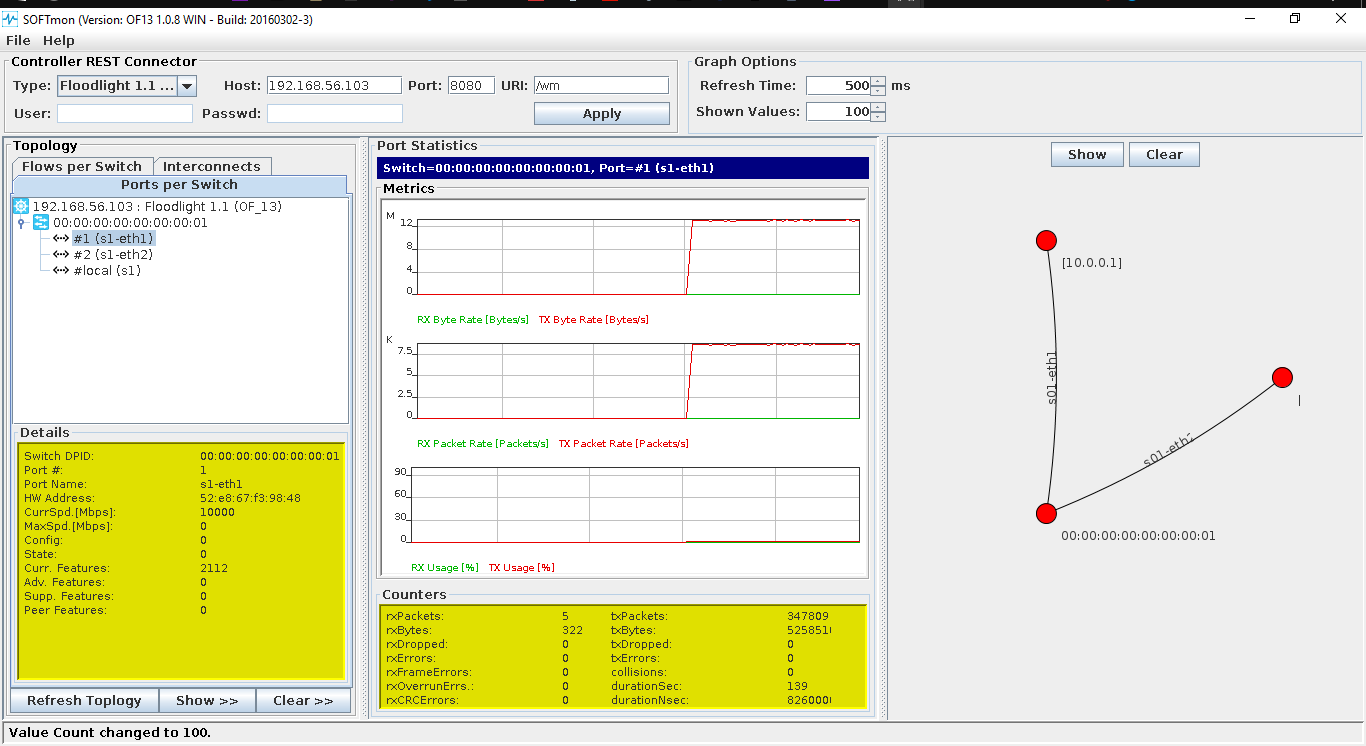 SOFTmon (Version: OF13 1.0.8 WIN - Build: 20160302-3)
File Help
Controller REST Connector
Type: Floodlight 1.1 ... Host: 192.168.56.103 Port: 8080 URI: /wm
User: Passwd: Apply
Graph Options
Refresh Time: 500 ms
Shown Values: 100
Topology
Flows per Switch Interconnects
Ports per Switch
192.168.56.103 : Floodlight 1.1 (OF_13)
00:00:00:00:00:00:00:01
#1 (s1-eth1)
#2 (s1-eth2)
#local (s1)
Details
Switch DPID: 00:00:00:00:00:00:00:01
Port #: 1
Port Name: s1-eth1
HW Address: 52:e8:67:f3:98:48
CurrSpd.[Mbps]: 10000
MaxSpd.[Mbps]: 0
Config: 0
State: 0
Curr. Features: 2112
Adv. Features: 0
Supp. Features: 0
Peer Features: 0
Refresh Toplogy Show >> Clear >>
Port Statistics
Switch=00:00:00:00:00:00:00:01, Port=#1 (s1-eth1)
Metrics
M
12
8
4
0
RX Byte Rate [Bytes/s] TX Byte Rate [Bytes/s]
K
7.5
5
2.5
0
RX Packet Rate [Packets/s] TX Packet Rate [Packets/s]
90
60
30
0
RX Usage [%] TX Usage [%]
Counters
rxPackets: 5 txPackets: 347809
rxBytes: 322 txBytes: 525851
rxDropped: 0 txDropped: 0
rxErrors: 0 txErrors: 0
rxFrameErrors: 0 collisions: 0
rxOverrunErrs.: 0 durationSec: 139
rxCRCErrors: 0 durationNsec: 826000
Show Clear
[10.0.0.1]
s01-eth1
s01-eth2
00:00:00:00:00:00:00:01
Value Count changed to 100.